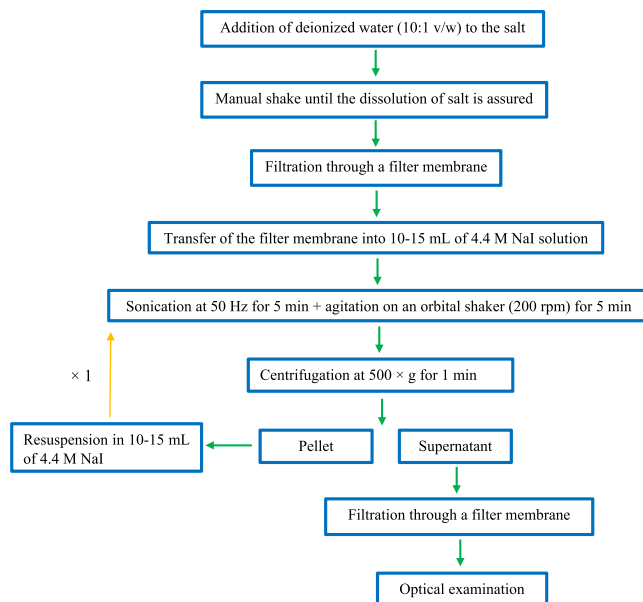 Addition of deionized water (10:1 v/w) to the salt
Manual shake until the dissolution of salt is assured
Filtration through a filter membrane
Transfer of the filter membrane into 10-15 mL of 4.4 M NaI solution
Sonication at 50 Hz for 5 min + agitation on an orbital shaker (200 rpm) for 5 min
× 1
Centrifugation at 500 × g for 1 min
Resuspension in 10-15 mL
of 4.4 M NaI
Pellet
Supernatant
Filtration through a filter membrane
Optical examination